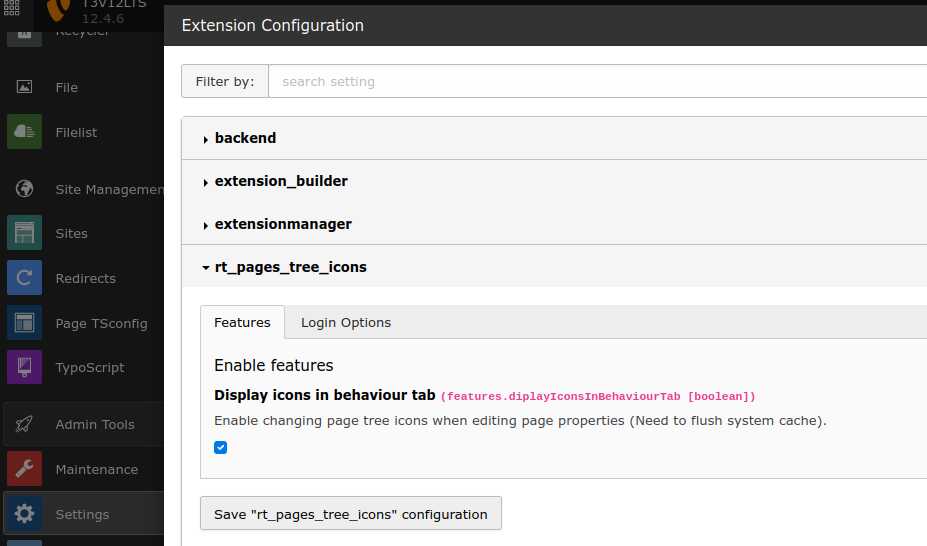 T3V12LTS
12.4.6
Recycler
File
Filelist
Site Managemen
Sites
Redirects
Page TSconfig
TypoScript
Admin Tools
Maintenance
Settings
Extension Configuration
Filter by:
search setting
backend
extension_builder
extensionmanager
rt_pages_tree_icons
Features
Login Options
Enable features
Display icons in behaviour tab (features.diplayIconsInBehaviourTab [boolean])
Enable changing page tree icons when editing page properties (Need to flush system cache).
Save "rt_pages_tree_icons" configuration